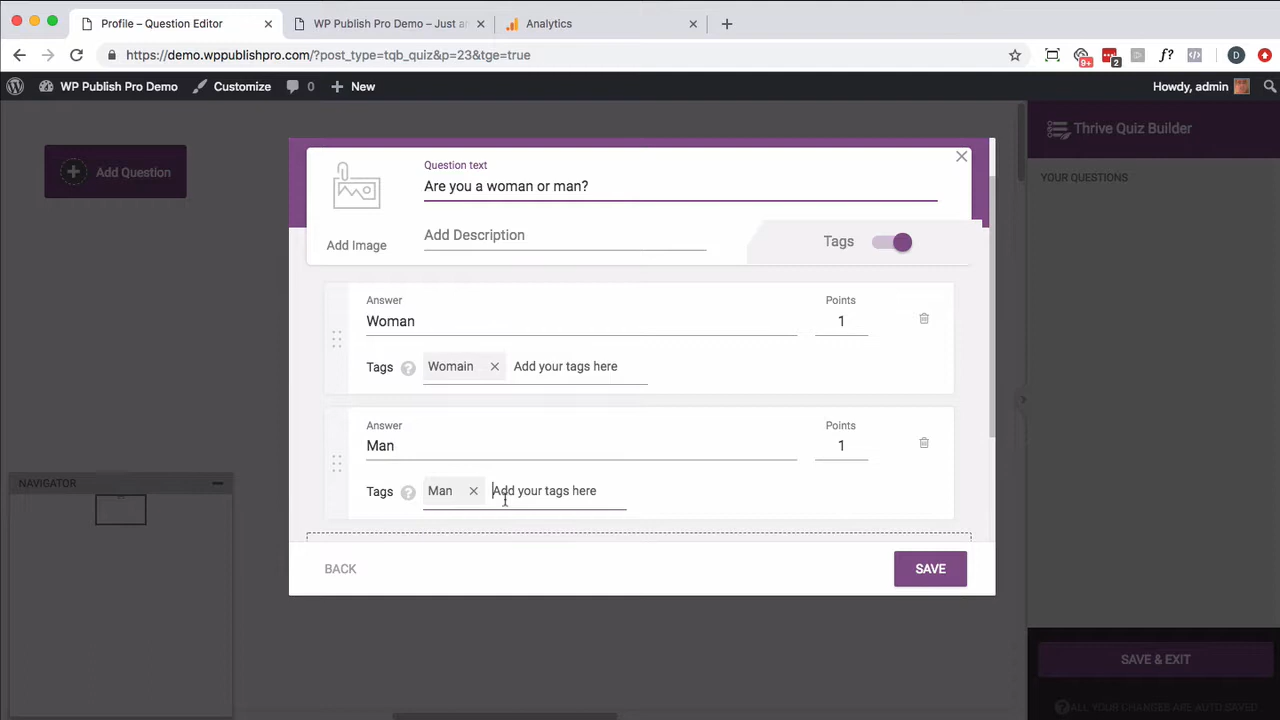 Profile – Question Editor
WP Publish Pro Demo – Just an
Analytics
https://demo.wppublishpro.com/?post_type=tqb_quiz&p=23&tge=true
9+
2
f?
D
WP Publish Pro Demo
Customize
0
New
Howdy, admin
Add Question
Question text
Are you a woman or man?
Add Image
Add Description
Tags
Answer
Points
Woman
1
Tags
?
Womain
Add your tags here
Answer
Points
Man
1
Tags
?
Man
Add your tags here
BACK
SAVE
NAVIGATOR
Thrive Quiz Builder
YOUR QUESTIONS
SAVE & EXIT
? ALL YOUR CHANGES ARE AUTO SAVED